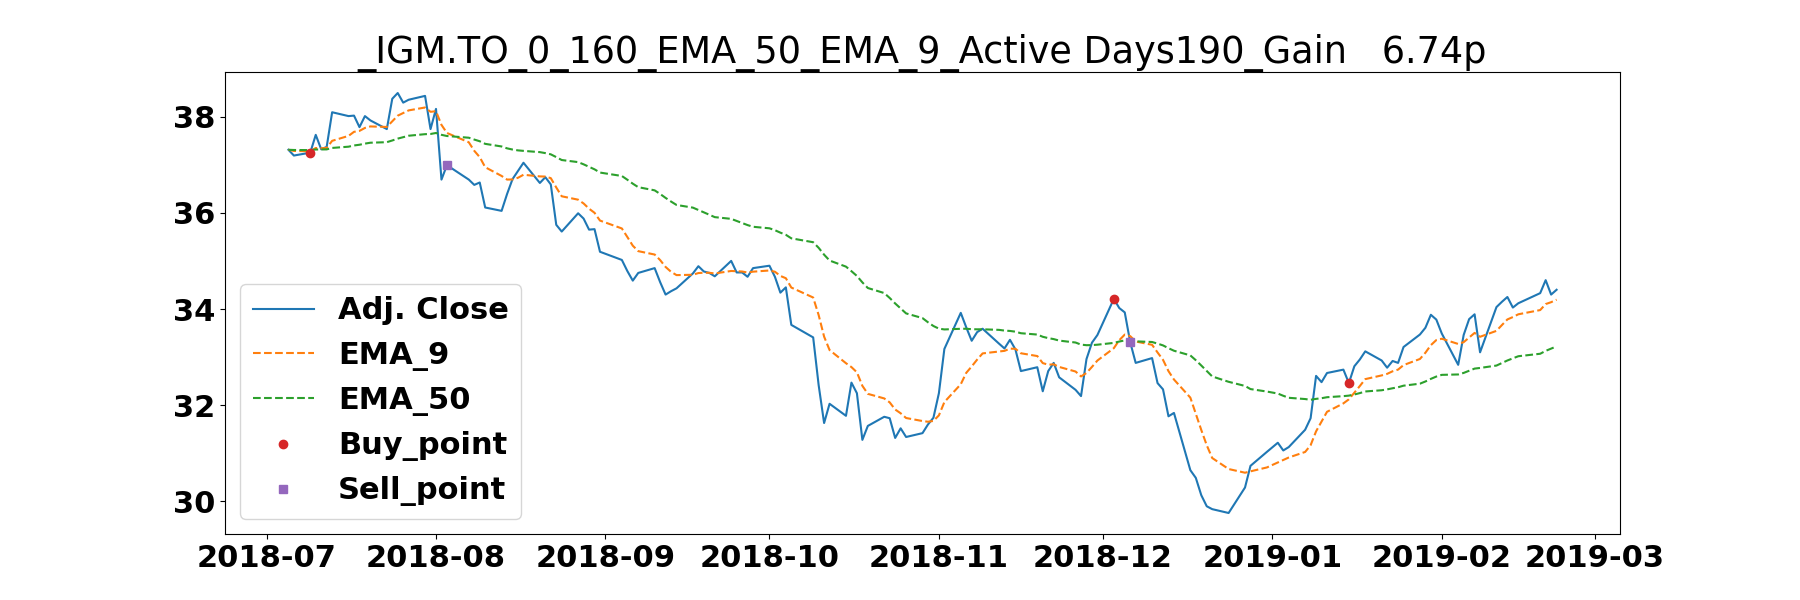 _IGM.TO_0_160_EMA_50_EMA_9_Active Days190_Gain   6.74p
38
36
34
32
30
Adj. Close
EMA_9
EMA_50
Buy_point
Sell_point
2018-07 2018-08 2018-09 2018-10 2018-11 2018-12 2019-01 2019-02 2019-03